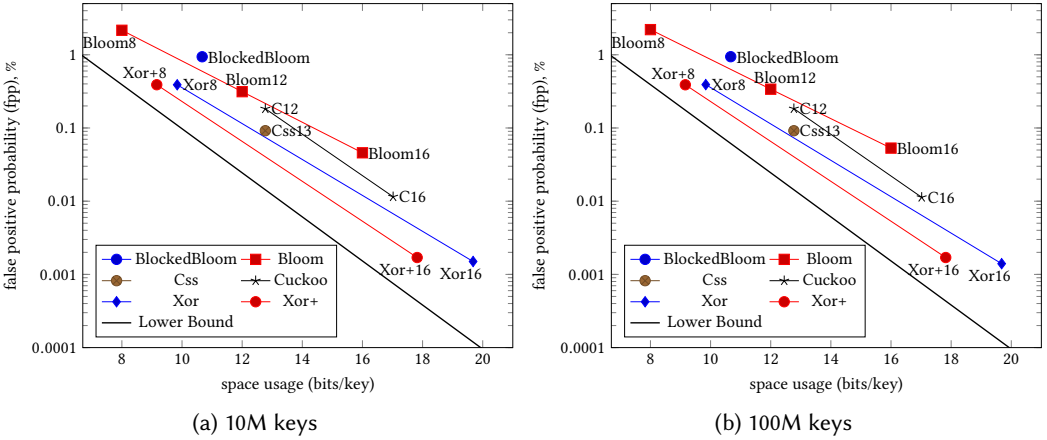 false positive probability (fpp), %
1
0.1
0.01
0.001
0.0001
Bloom8
BlockedBloom
Xor+8
Xor8
Bloom12
C12
Css13
Bloom16
C16
Xor+16
Xor16
BlockedBloom Bloom
Css Cuckoo
Xor Xor+
Lower Bound
8 10 12 14 16 18 20
space usage (bits/key)
(a) 10M keys
false positive probability (fpp), %
1
0.1
0.01
0.001
0.0001
Bloom8
BlockedBloom
Xor+8
Xor8
Bloom12
C12
Css13
Bloom16
C16
Xor+16
Xor16
BlockedBloom Bloom
Css Cuckoo
Xor Xor+
Lower Bound
8 10 12 14 16 18 20
space usage (bits/key)
(b) 100M keys